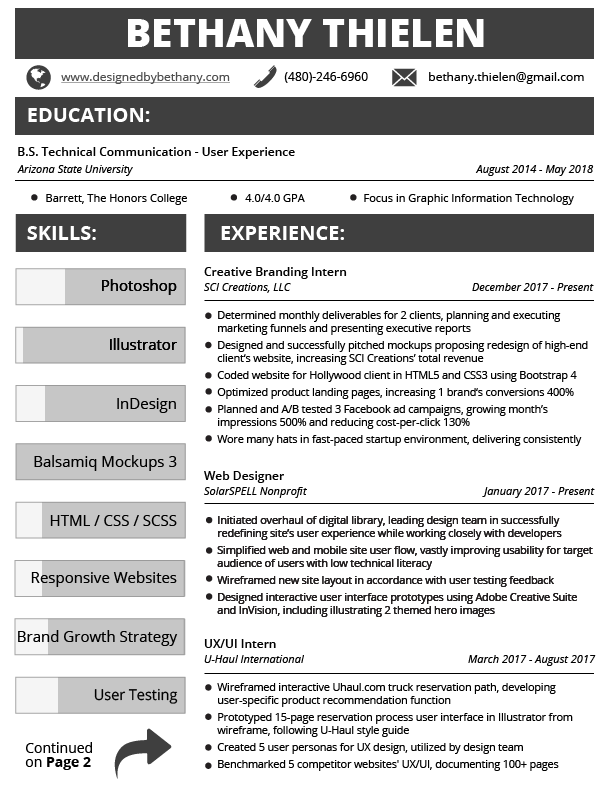 BETHANY THIELEN
www.designedbybethany.com (480)-246-6960 bethany.thielen@gmail.com
EDUCATION:
B.S. Technical Communication - User Experience
Arizona State University August 2014 - May 2018
● Barrett, The Honors College ● 4.0/4.0 GPA ● Focus in Graphic Information Technology
SKILLS:
Photoshop
Illustrator
InDesign
Balsamiq Mockups 3
HTML / CSS / SCSS
Responsive Websites
Brand Growth Strategy
User Testing
Continued
on Page 2
EXPERIENCE:
Creative Branding Intern
SCI Creations, LLC December 2017 - Present
● Determined monthly deliverables for 2 clients, planning and executing
marketing funnels and presenting executive reports
● Designed and successfully pitched mockups proposing redesign of high-end
client's website, increasing SCI Creations' total revenue
● Coded website for Hollywood client in HTML5 and CSS3 using Bootstrap 4
● Optimized product landing pages, increasing 1 brand's conversions 400%
● Planned and A/B tested 3 Facebook ad campaigns, growing month's
impressions 500% and reducing cost-per-click 130%
● Wore many hats in fast-paced startup environment, delivering consistently
Web Designer
SolarSPELL Nonprofit January 2017 - Present
● Initiated overhaul of digital library, leading design team in successfully
redefining site's user experience while working closely with developers
● Simplified web and mobile site user flow, vastly improving usability for target
audience of users with low technical literacy
● Wireframed new site layout in accordance with user testing feedback
● Designed interactive user interface prototypes using Adobe Creative Suite
and InVision, including illustrating 2 themed hero images
UX/UI Intern
U-Haul International March 2017 - August 2017
● Wireframed interactive Uhaul.com truck reservation path, developing
user-specific product recommendation function
● Prototyped 15-page reservation process user interface in Illustrator from
wireframe, following U-Haul style guide
● Created 5 user personas for UX design, utilized by design team
● Benchmarked 5 competitor websites' UX/UI, documenting 100+ pages